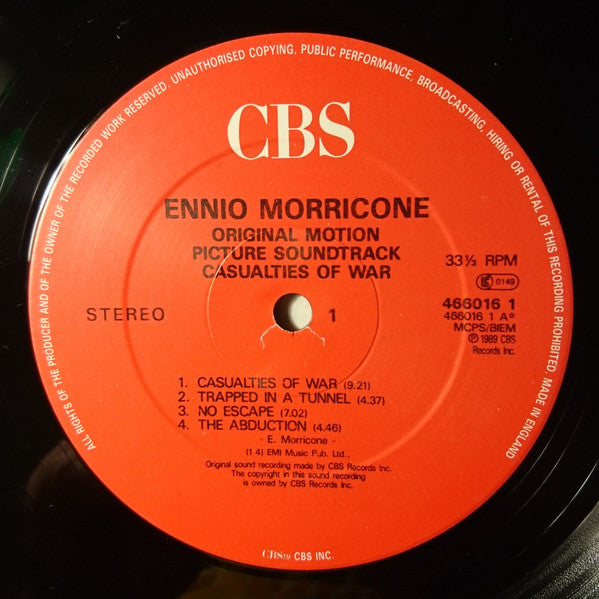 ALL RIGHTS OF THE PRODUCER AND OF THE OWNER OF THE RECORDED WORK RESERVED. UNAUTHORISED COPYING, PUBLIC PERFORMANCE, BROADCASTING, HIRING OR RENTAL OF THIS RECORDING PROHIBITED. MADE IN ENGLAND
CBS
ENNIO MORRICONE
ORIGINAL MOTION
PICTURE SOUNDTRACK
CASUALTIES OF WAR
33⅓ RPM
0149
STEREO
1
466016 1
466016 1 A*
MCPS/BIEM
℗ 1989 CBS
Records Inc.
1. CASUALTIES OF WAR (9.21)
2. TRAPPED IN A TUNNEL (4.37)
3. NO ESCAPE (7.02)
4. THE ABDUCTION (4.46)
- E. Morricone -
(1 4) EMI Music Pub. Ltd.,
Original sound recording made by CBS Records Inc.
The copyright in this sound recording
is owned by CBS Records Inc.
CBS™ CBS INC.